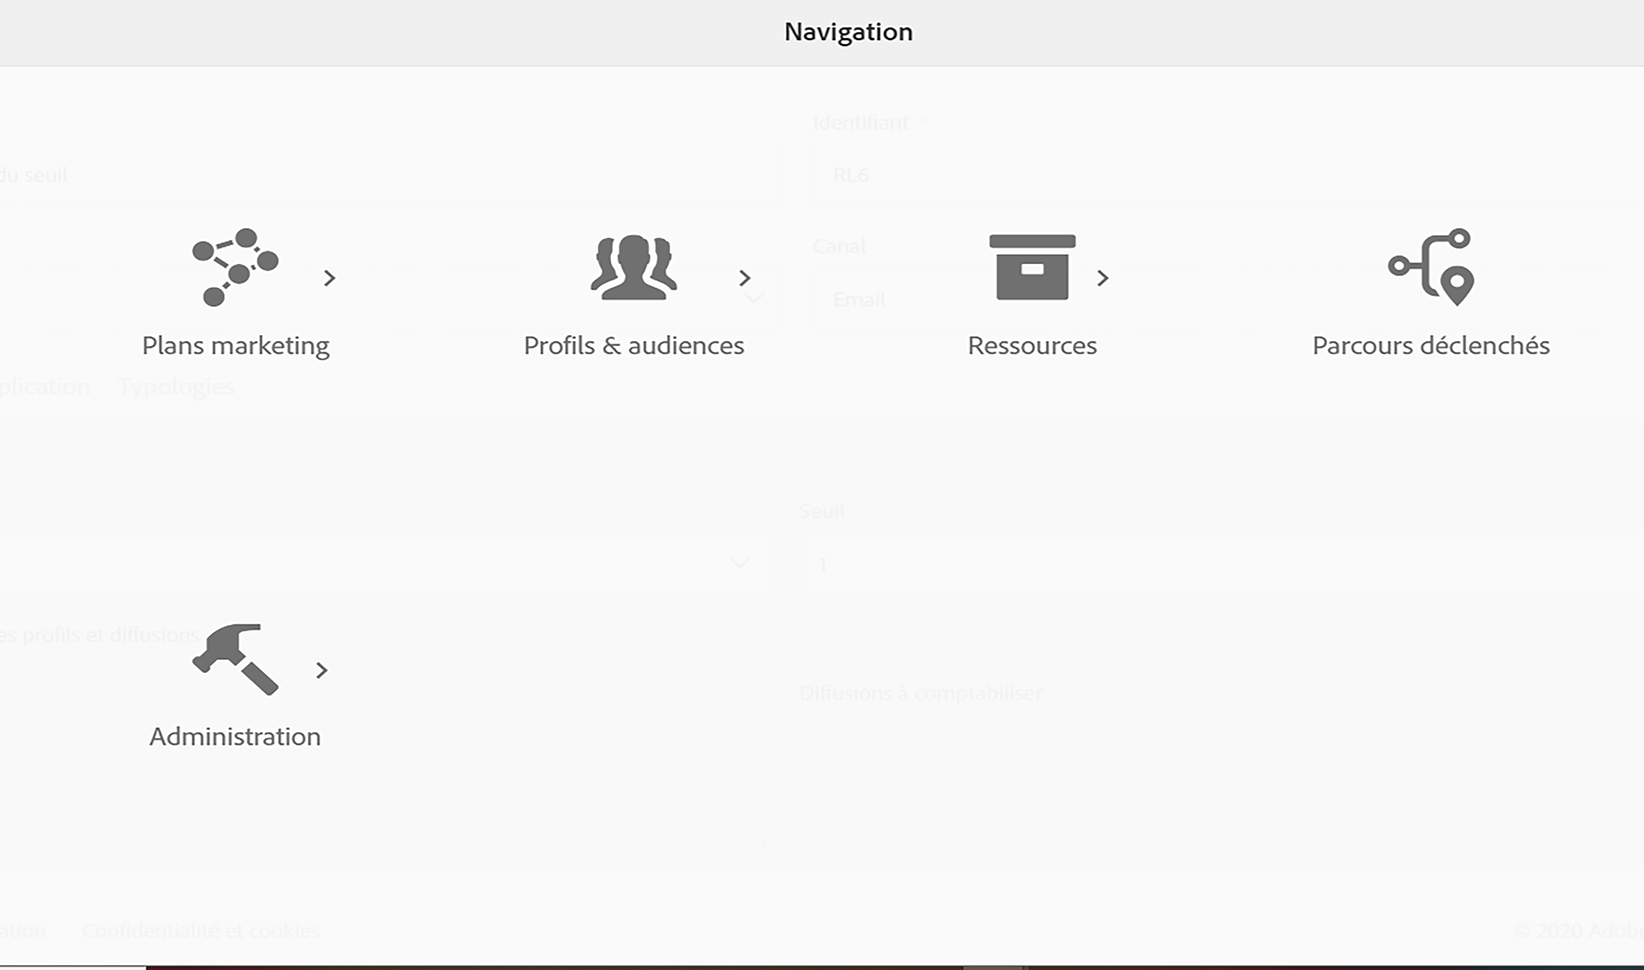 Navigation
Identifiant *
du seuil
RL6
Canal
Email
Plans marketing
Profils & audiences
Ressources
Parcours déclenchés
plication Typologies
Seuil
1
es profils et diffusions
Diffusions à comptabiliser
Administration
ation Confidentialité et cookies
© 2020 Adobe